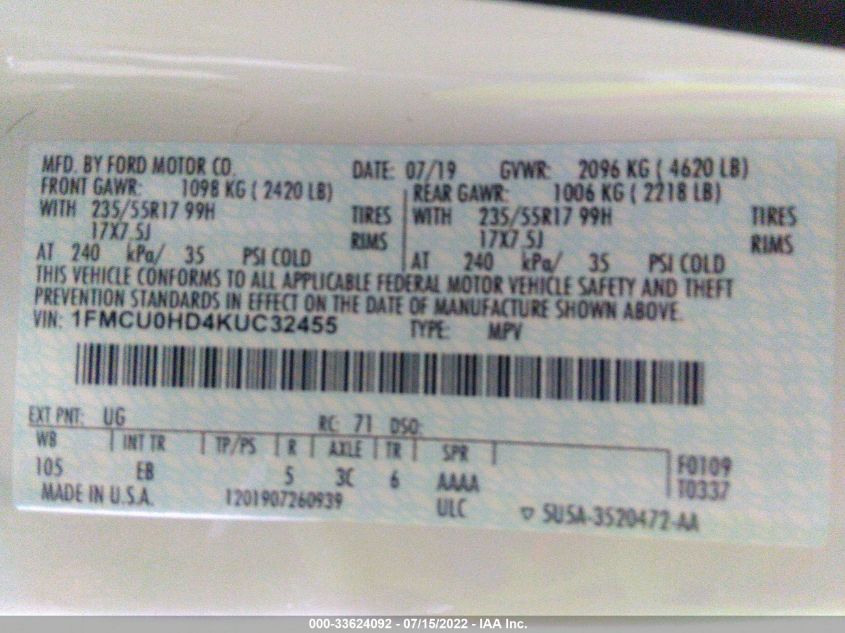 MFD. BY FORD MOTOR CO. DATE: 07/19 GVWR: 2096 KG ( 4620 LB)
FRONT GAWR: 1098 KG ( 2420 LB) REAR GAWR: 1006 KG ( 2218 LB)
WITH 235/55R17 99H TIRES WITH 235/55R17 99H TIRES
17X7.5J RIMS 17X7.5J RIMS
AT 240 kPa/ 35 PSI COLD AT 240 kPa/ 35 PSI COLD
THIS VEHICLE CONFORMS TO ALL APPLICABLE FEDERAL MOTOR VEHICLE SAFETY AND THEFT
PREVENTION STANDARDS IN EFFECT ON THE DATE OF MANUFACTURE SHOWN ABOVE.
VIN: 1FMCU0HD4KUC32455 TYPE: MPV
EXT PNT: UG RC: 71 DSO:
WB INT TR TP/PS R AXLE TR SPR
105 EB 5 3C 6 AAAA F0109
T0337
MADE IN U.S.A. 1201907260939 ULC ▽ 5U5A-3520472-AA
000-33624092 - 07/15/2022 - IAA Inc.